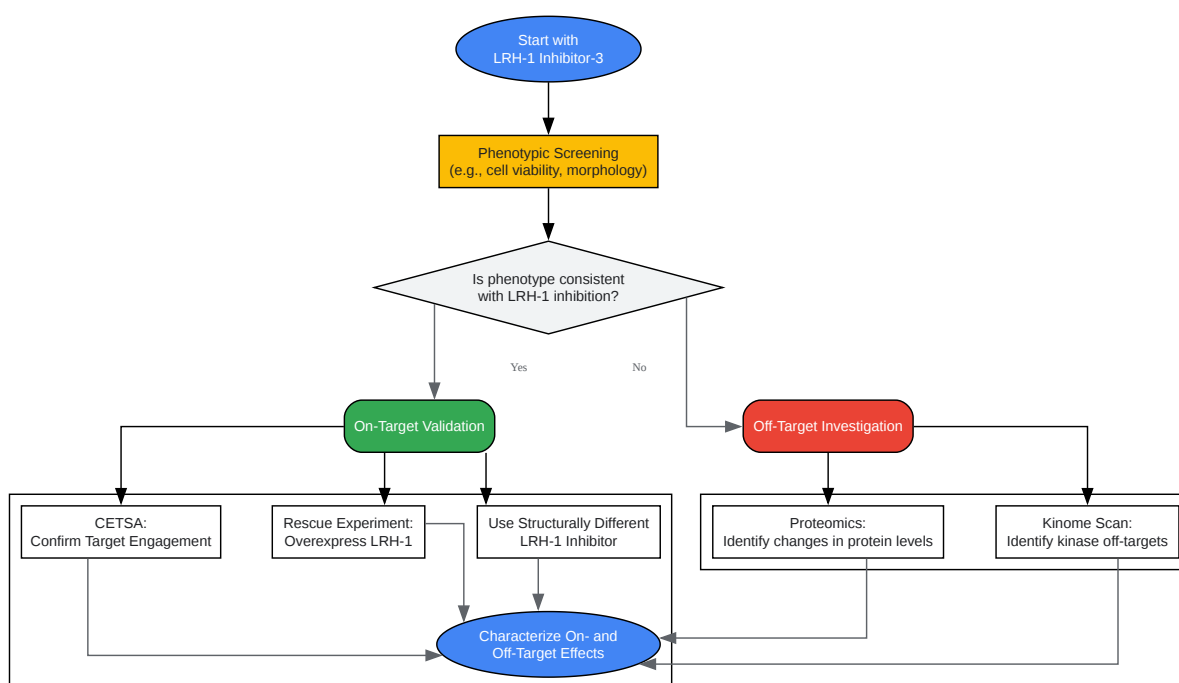 Start with
LRH-1 Inhibitor-3
Phenotypic Screening
(e.g., cell viability, morphology)
Is phenotype consistent
with LRH-1 inhibition?
Yes
No
On-Target Validation
Off-Target Investigation
CETSA:
Confirm Target Engagement
Rescue Experiment:
Overexpress LRH-1
Use Structurally Different
LRH-1 Inhibitor
Proteomics:
Identify changes in protein levels
Kinome Scan:
Identify kinase off-targets
Characterize On- and
Off-Target Effects